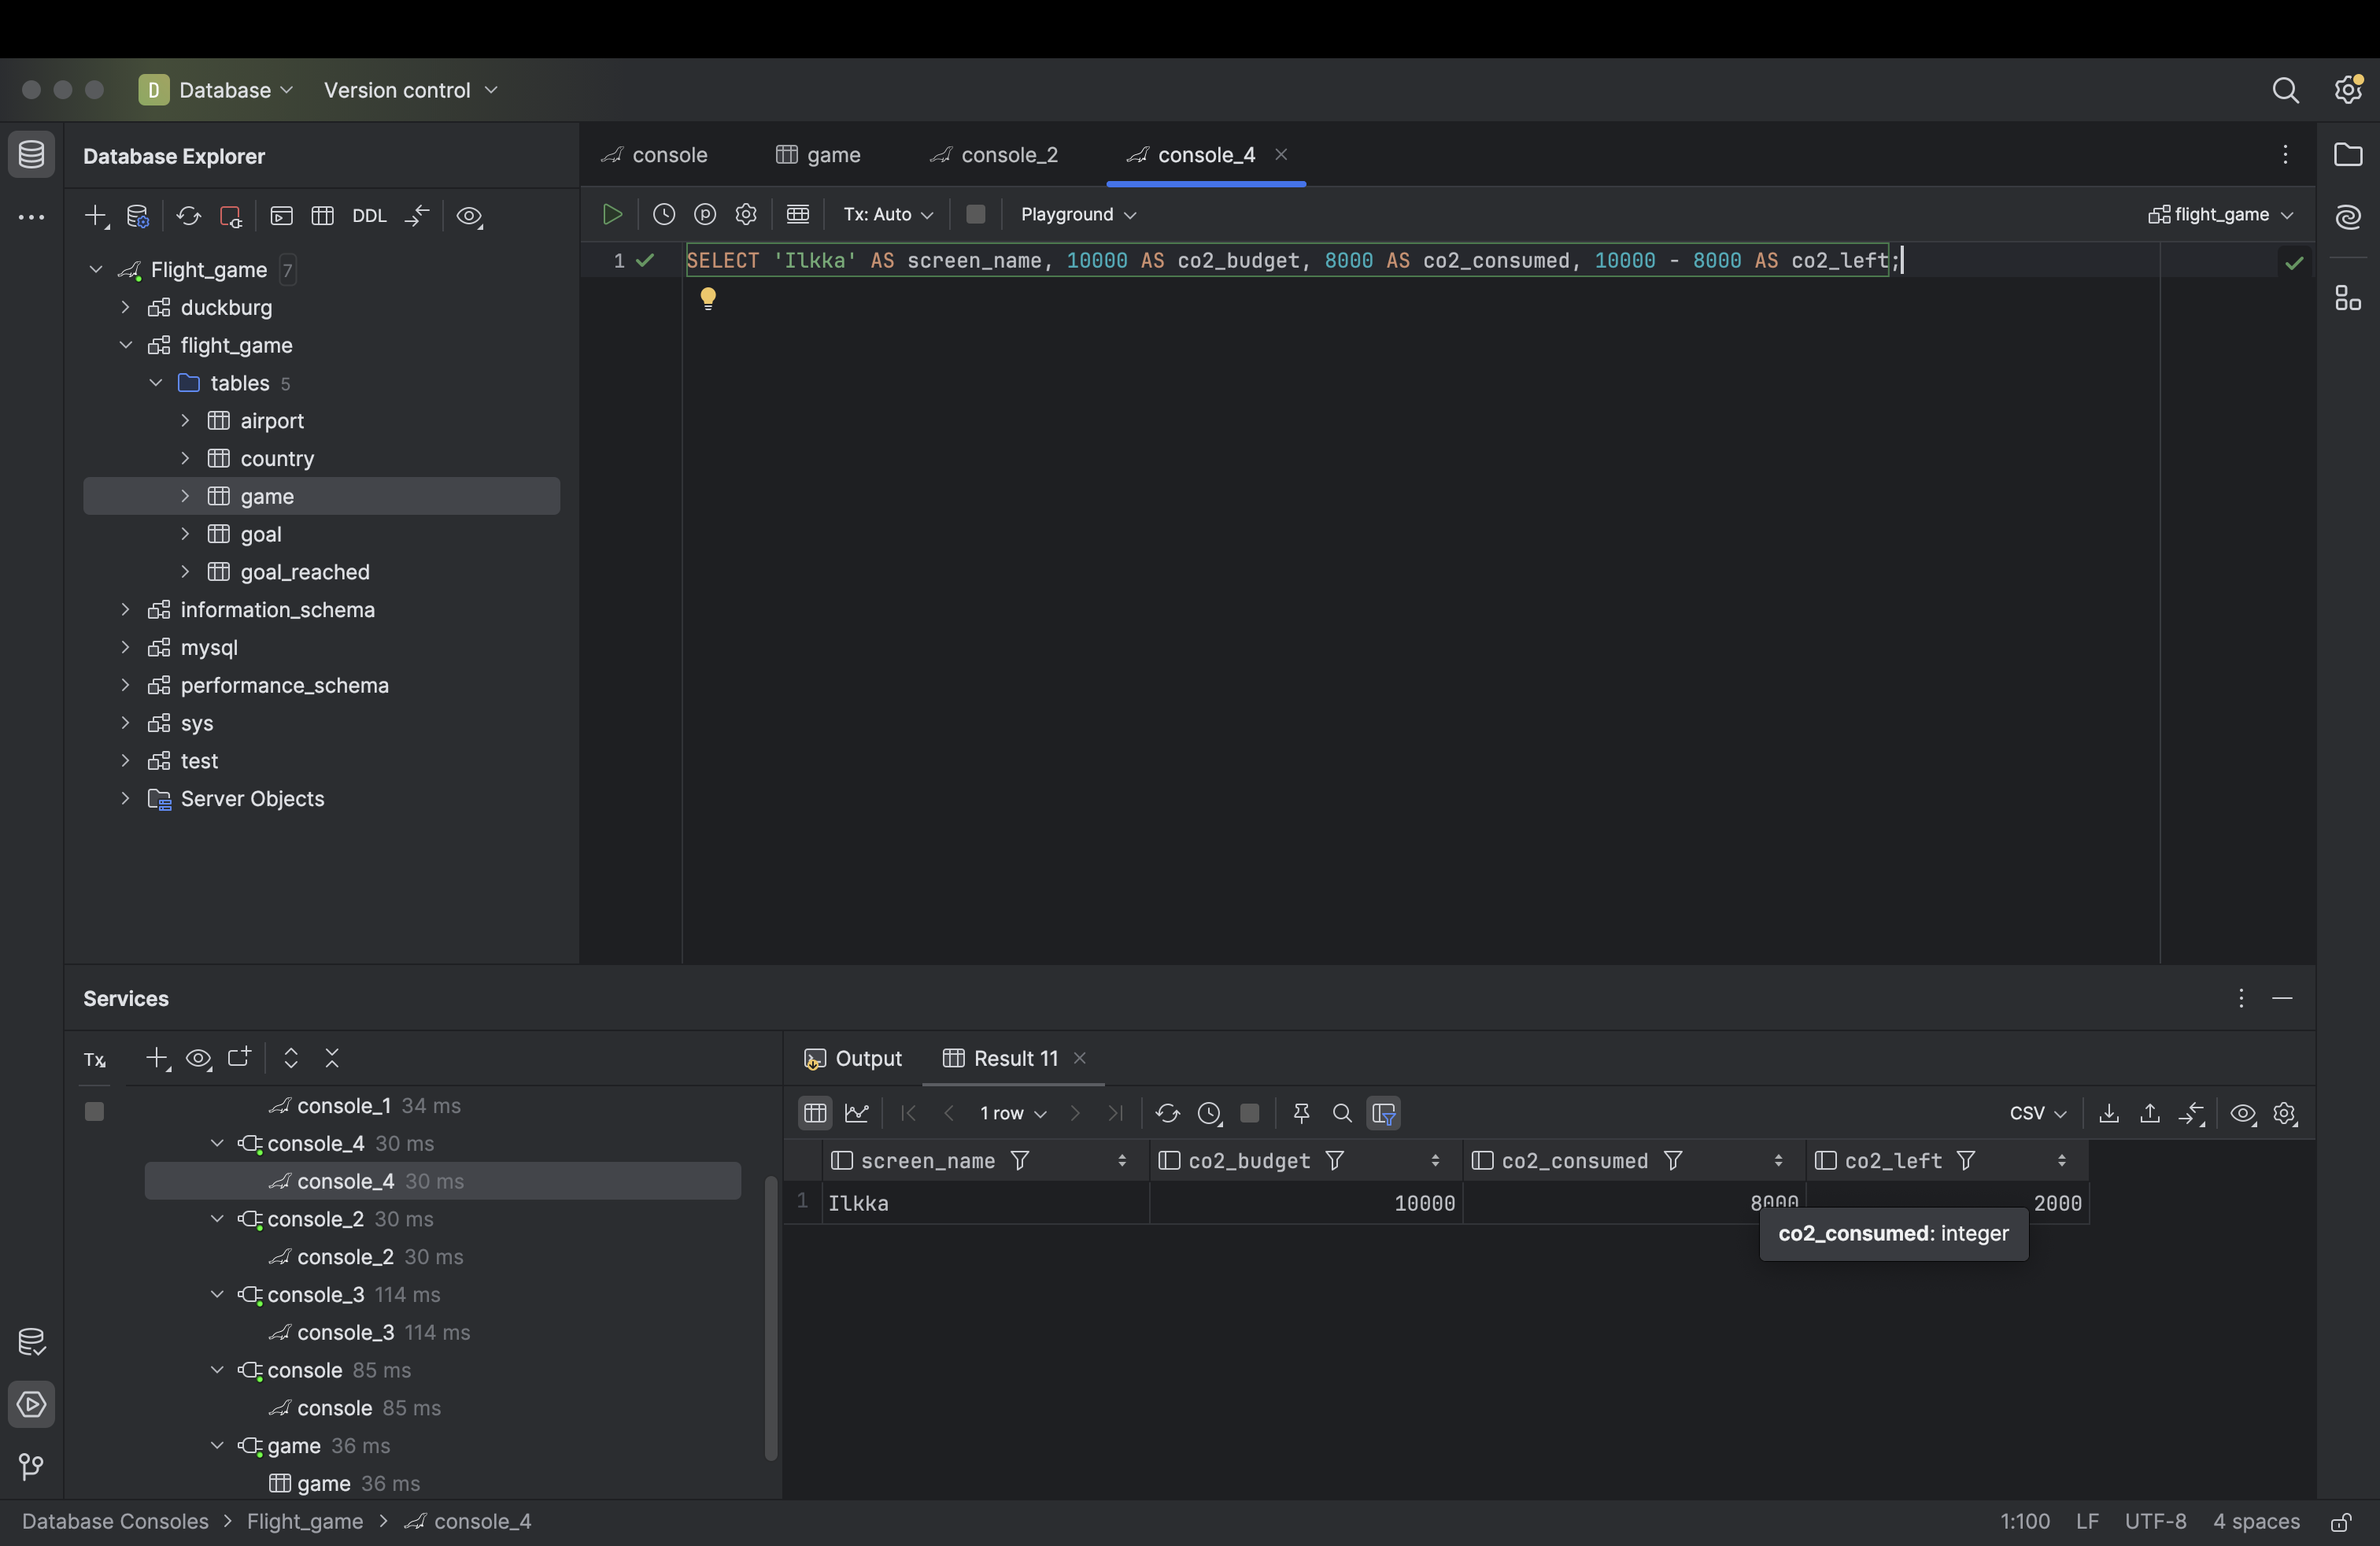 D Database Version control
Database Explorer
DDL
Flight_game 7
duckburg
flight_game
tables 5
airport
country
game
goal
goal_reached
information_schema
mysql
performance_schema
sys
test
Server Objects
console game console_2 console_4
Tx: Auto Playground flight_game
1 SELECT 'Ilkka' AS screen_name, 10000 AS co2_budget, 8000 AS co2_consumed, 10000 - 8000 AS co2_left;
Services
Tx
console_1 34 ms
console_4 30 ms
console_4 30 ms
console_2 30 ms
console_2 30 ms
console_3 114 ms
console_3 114 ms
console 85 ms
console 85 ms
game 36 ms
game 36 ms
Output Result 11
1 row CSV
screen_name co2_budget co2_consumed co2_left
1 Ilkka 10000 8000 2000
co2_consumed: integer
Database Consoles > Flight_game > console_4
1:100 LF UTF-8 4 spaces